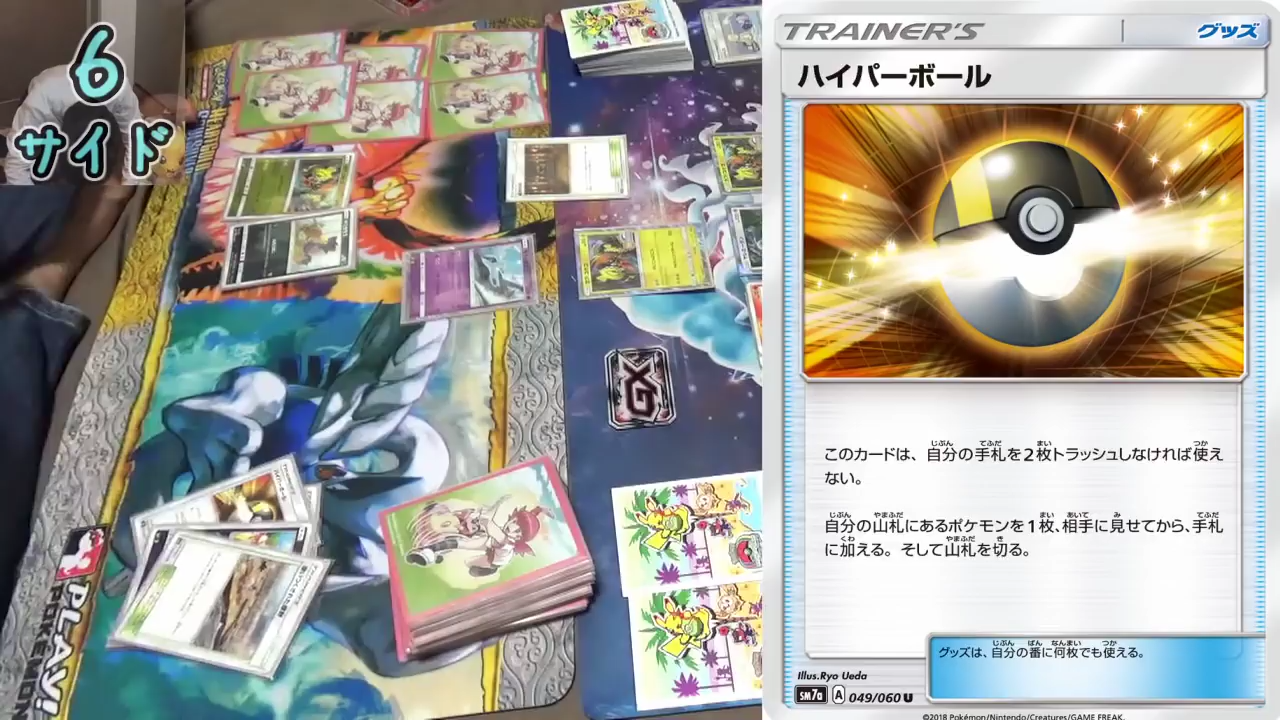 6
サイド
TRAINER'S
グッズ
ハイパーボール
このカードは、自分の手札を2枚トラッシュしなければ使え
ない。
自分の山札にあるポケモンを1枚、相手に見せてから、手札
に加える。そして山札を切る。
グッズは、自分の番に何枚でも使える。
Illus.Ryo Ueda
SM7a A 049/060 U
©2018 Pokémon/Nintendo/Creatures/GAME FREAK.
GX
PLAY!
POKÉMON